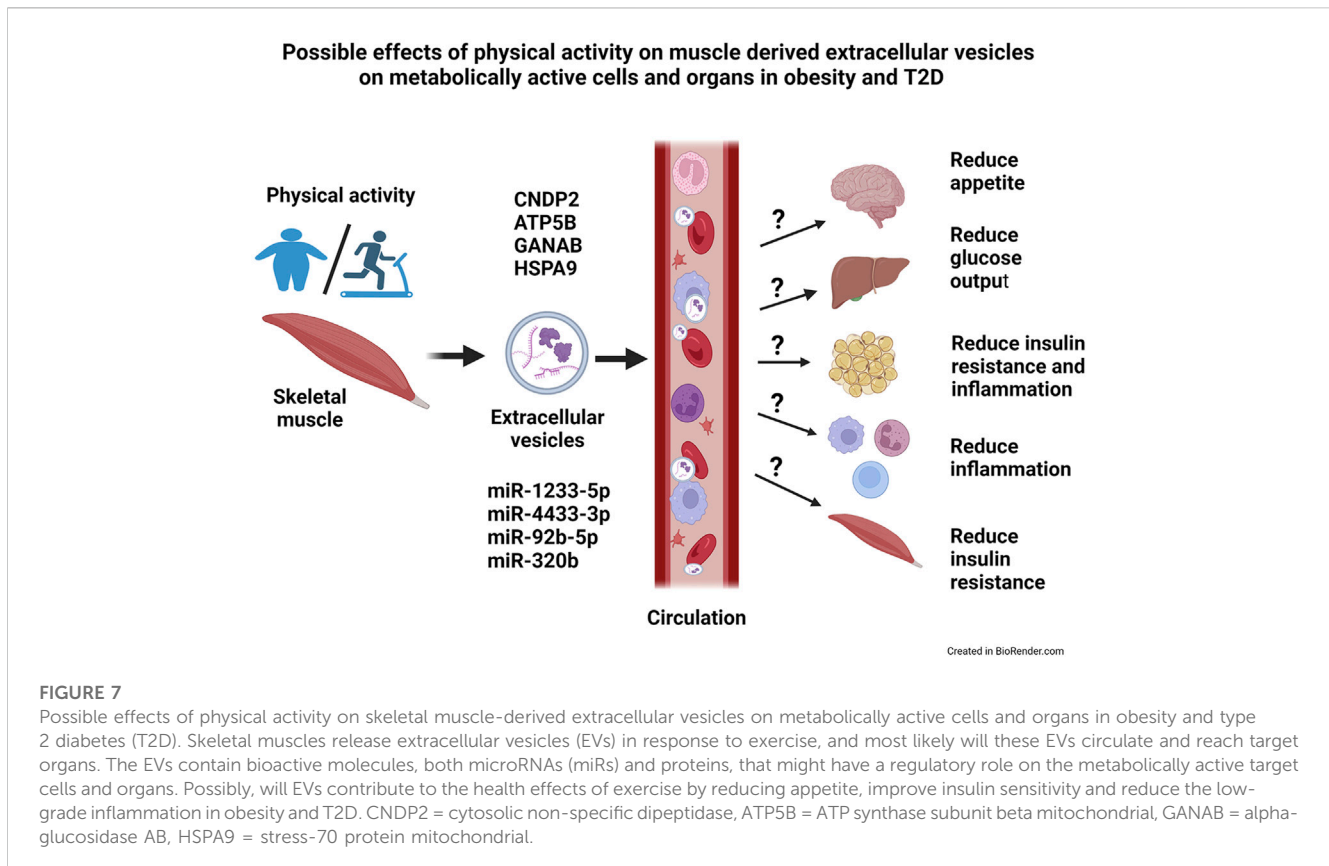 Possible effects of physical activity on muscle derived extracellular vesicles
on metabolically active cells and organs in obesity and T2D
Physical activity
Skeletal
muscle
CNDP2
ATP5B
GANAB
HSPA9
Extracellular
vesicles
miR-1233-5p
miR-4433-3p
miR-92b-5p
miR-320b
Circulation
?
?
?
?
?
Reduce
appetite
Reduce
glucose
output
Reduce insulin
resistance and
inflammation
Reduce
inflammation
Reduce
insulin
resistance
Created in BioRender.com
FIGURE 7
Possible effects of physical activity on skeletal muscle-derived extracellular vesicles on metabolically active cells and organs in obesity and type
2 diabetes (T2D). Skeletal muscles release extracellular vesicles (EVs) in response to exercise, and most likely will these EVs circulate and reach target
organs. The EVs contain bioactive molecules, both microRNAs (miRs) and proteins, that might have a regulatory role on the metabolically active target
cells and organs. Possibly, will EVs contribute to the health effects of exercise by reducing appetite, improve insulin sensitivity and reduce the low-
grade inflammation in obesity and T2D. CNDP2 = cytosolic non-specific dipeptidase, ATP5B = ATP synthase subunit beta mitochondrial, GANAB = alpha-
glucosidase AB, HSPA9 = stress-70 protein mitochondrial.